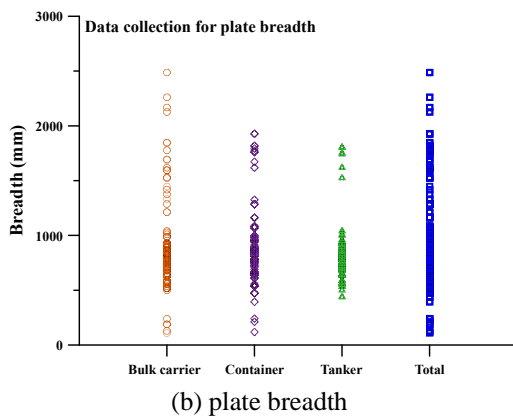 3000
Data collection for plate breadth
2000
Breadth (mm)
1000
0
Bulk carrier Container Tanker Total
(b) plate breadth